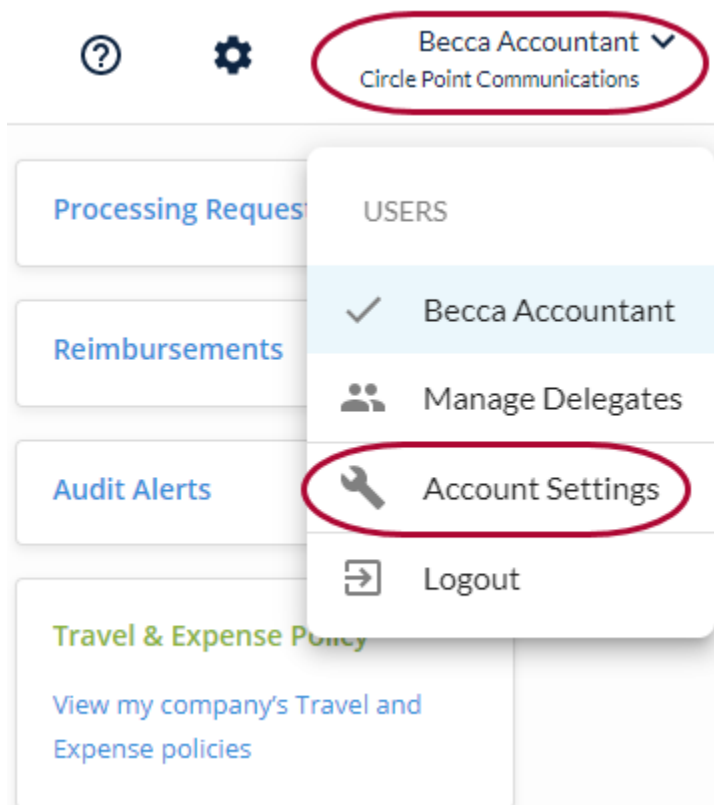 Becca Accountant
Circle Point Communications
Processing Reques
USERS
Becca Accountant
Reimbursements
Manage Delegates
Audit Alerts
Account Settings
Logout
Travel & Expense Policy
View my company's Travel and
Expense policies